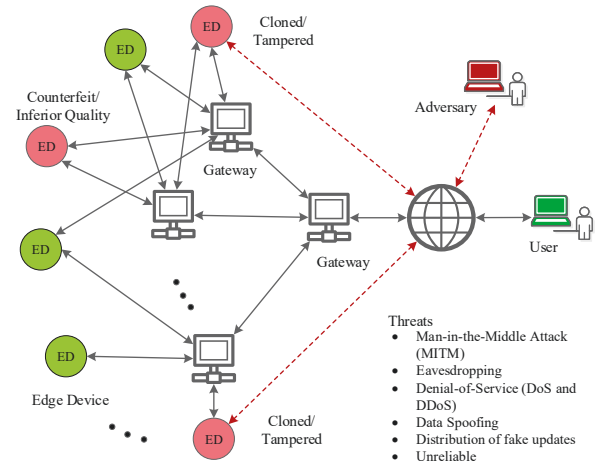 ED
Cloned/
Tampered
ED
Counterfeit/
Inferior Quality
ED
Gateway
Adversary
ED
Gateway
User
ED
Edge Device
Cloned/
Tampered
ED
Threats
• Man-in-the-Middle Attack
(MITM)
• Eavesdropping
• Denial-of-Service (DoS and
DDoS)
• Data Spoofing
• Distribution of fake updates
• Unreliable